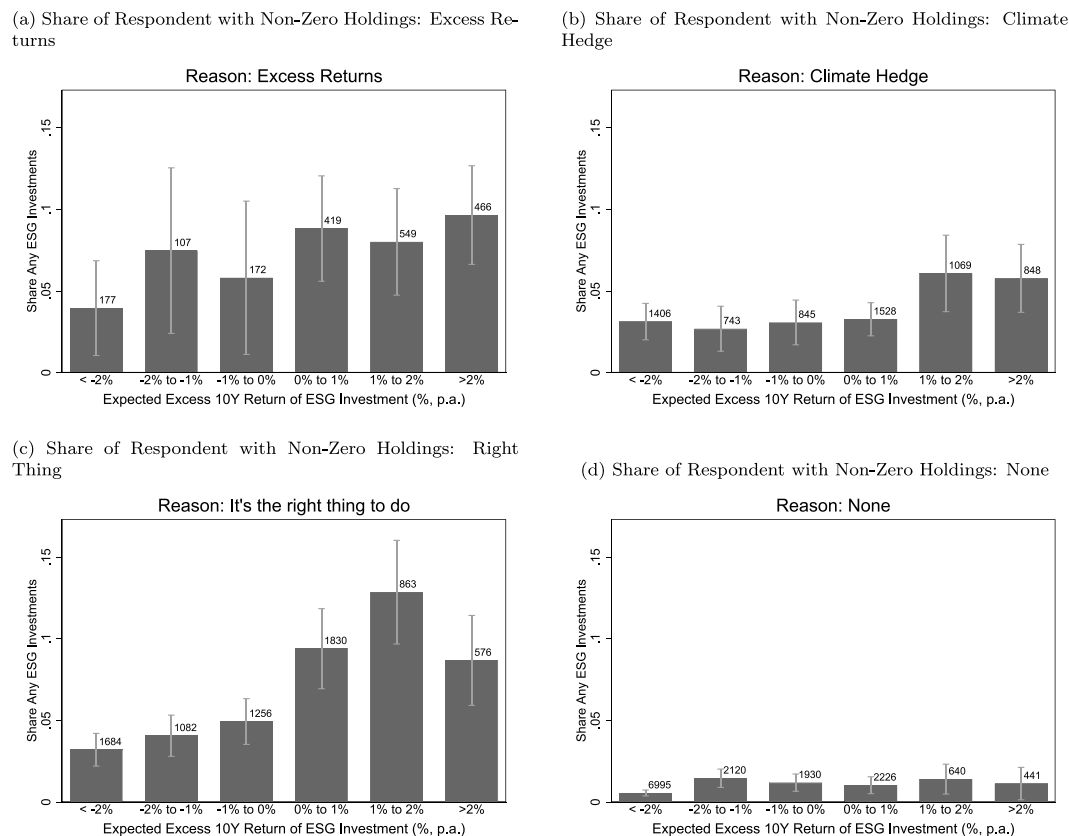 (a) Share of Respondent with Non-Zero Holdings: Excess Re-
turns
Reason: Excess Returns
Share Any ESG Investments
.15
.1
.05
0
177
107
172
419
549
466
< -2%
-2% to -1%
-1% to 0%
0% to 1%
1% to 2%
>2%
Expected Excess 10Y Return of ESG Investment (%, p.a.)
(b) Share of Respondent with Non-Zero Holdings: Climate
Hedge
Reason: Climate Hedge
Share Any ESG Investments
.15
.1
.05
0
1406
743
845
1528
1069
848
< -2%
-2% to -1%
-1% to 0%
0% to 1%
1% to 2%
>2%
Expected Excess 10Y Return of ESG Investment (%, p.a.)
(c) Share of Respondent with Non-Zero Holdings: Right
Thing
Reason: It's the right thing to do
Share Any ESG Investments
.15
.1
.05
0
1684
1082
1256
1830
863
576
< -2%
-2% to -1%
-1% to 0%
0% to 1%
1% to 2%
>2%
Expected Excess 10Y Return of ESG Investment (%, p.a.)
(d) Share of Respondent with Non-Zero Holdings: None
Reason: None
Share Any ESG Investments
.15
.1
.05
0
6995
2120
1930
2226
640
441
< -2%
-2% to -1%
-1% to 0%
0% to 1%
1% to 2%
>2%
Expected Excess 10Y Return of ESG Investment (%, p.a.)